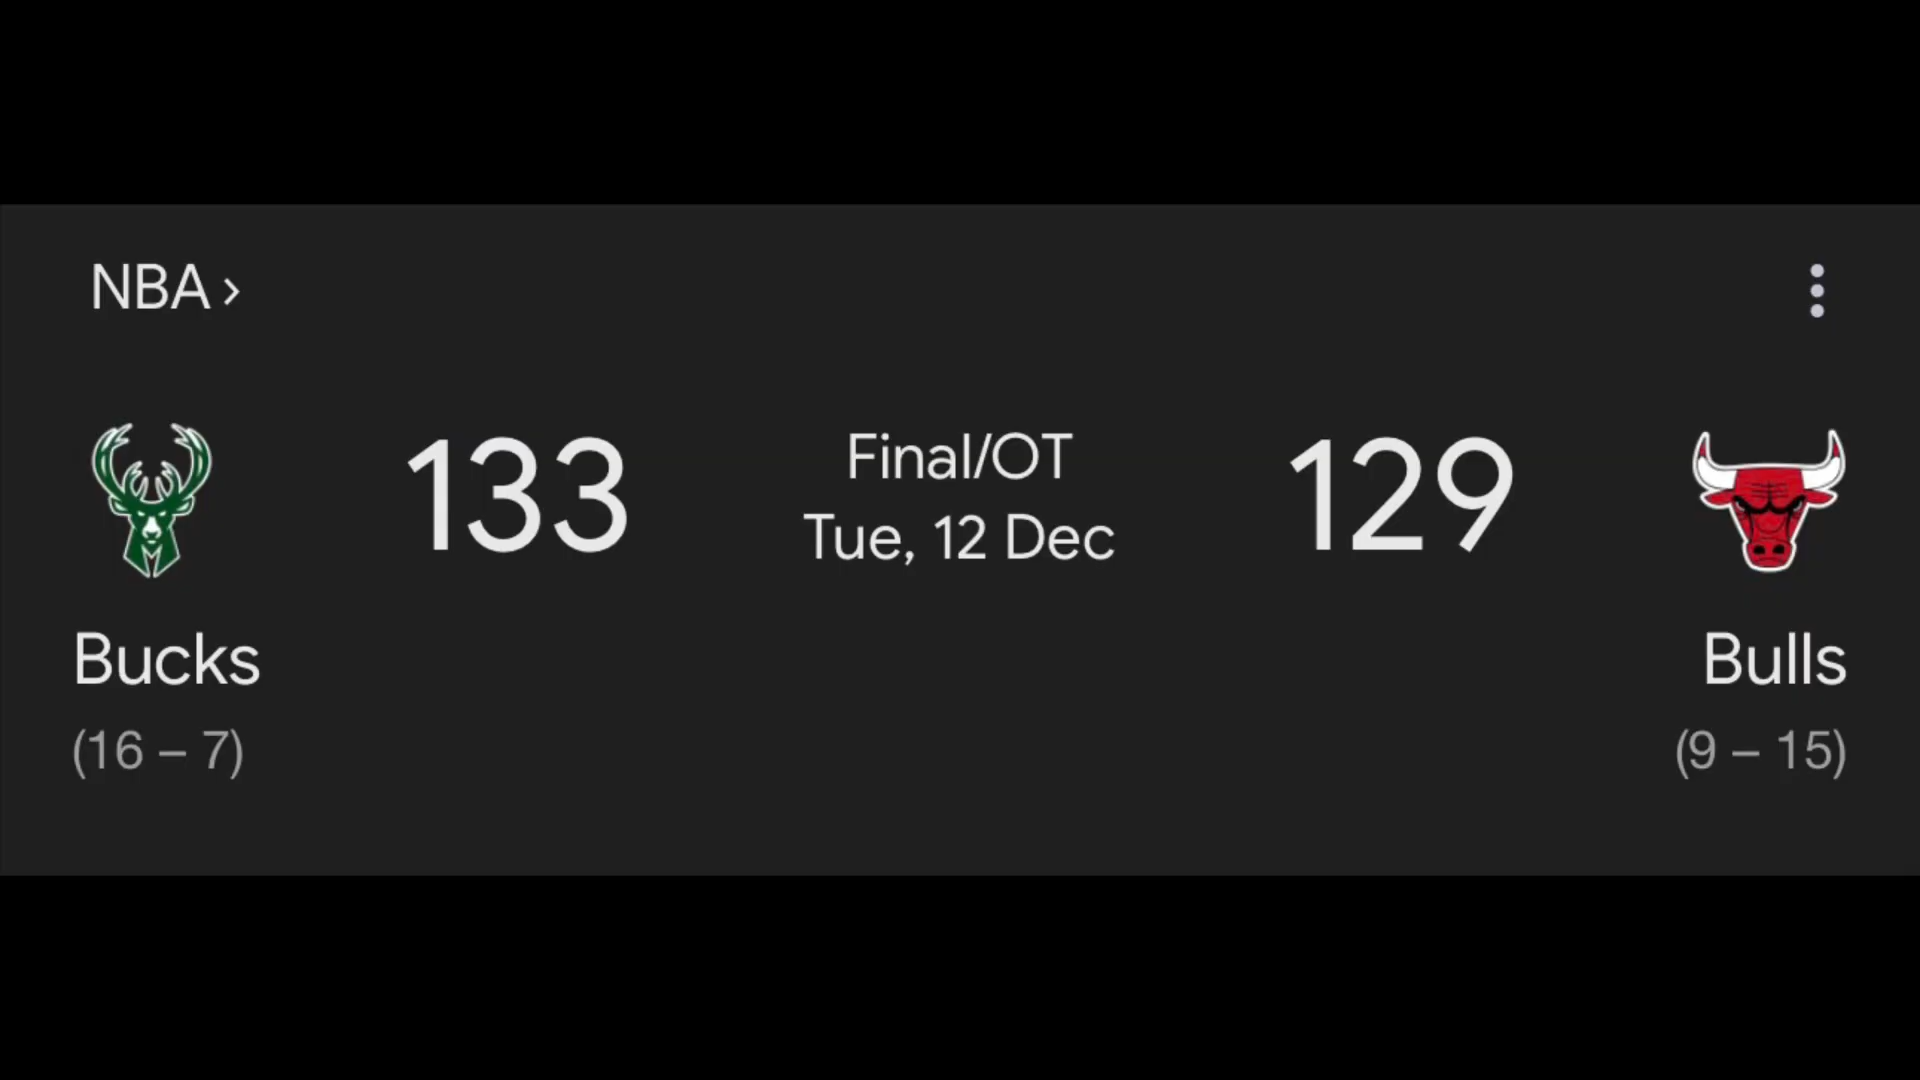 NBA ›
133 Final/OT 129
Tue, 12 Dec
Bucks Bulls
(16 – 7) (9 – 15)